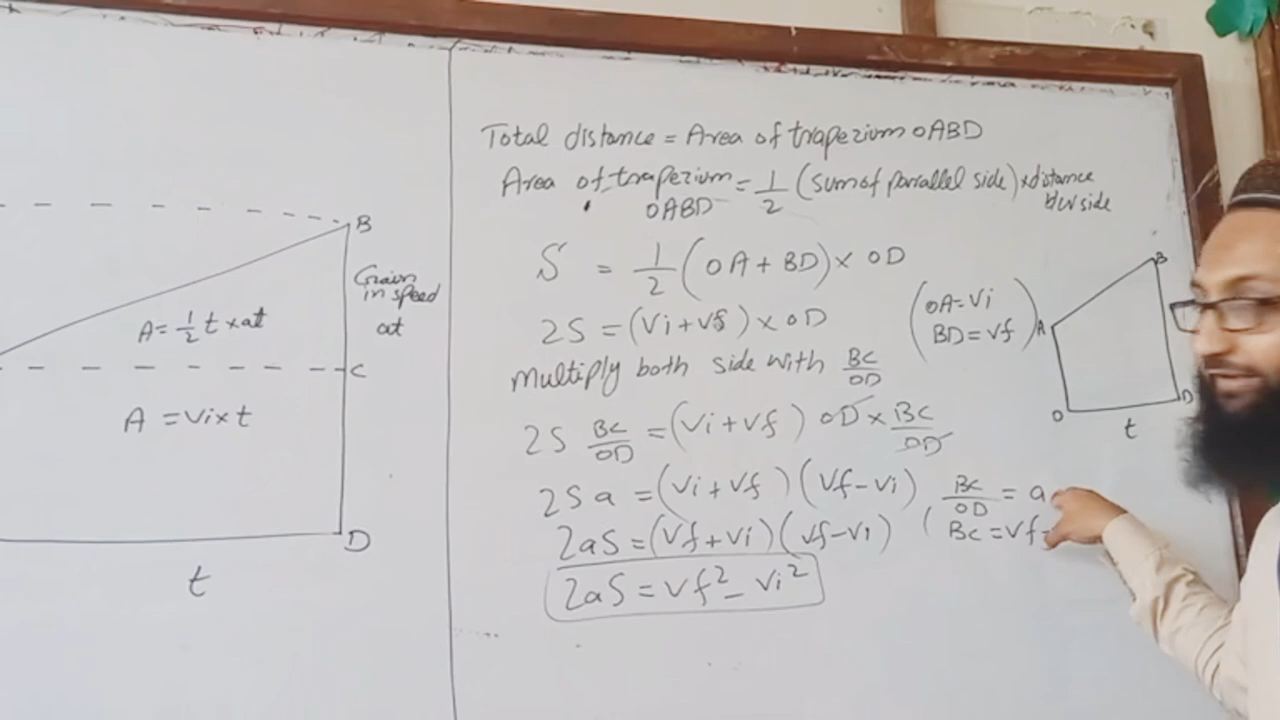 B
Grain
in speed
at
A = 1/2 t x at
C
A = Vi x t
D
t
Total distance = Area of trapezium OABD
Area of trapezium = 1/2 (sum of parallel side) x distance
OABD b/w side
S = 1/2 (OA + BD) x OD
2S = (Vi + Vf) x OD
(OA = Vi
BD = Vf)
multiply both side with BC/OD
2S BC/OD = (Vi + Vf) OD x BC/OD
2Sa = (Vi + Vf) (Vf - Vi)
BC/OD = a
2aS = (Vf + Vi) (Vf - Vi)
( BC = Vf -
2aS = Vf² - Vi²
B
A
O
D
t